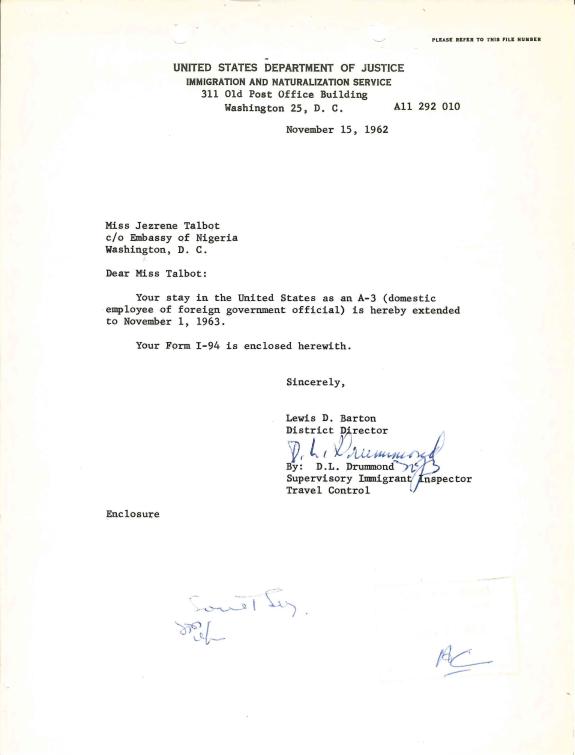 PLEASE REFER TO THIS FILE NUMBER
UNITED STATES DEPARTMENT OF JUSTICE
IMMIGRATION AND NATURALIZATION SERVICE
311 Old Post Office Building
Washington 25, D. C. A11 292 010
November 15, 1962
Miss Jezrene Talbot
c/o Embassy of Nigeria
Washington, D. C.
Dear Miss Talbot:
Your stay in the United States as an A-3 (domestic
employee of foreign government official) is hereby extended
to November 1, 1963.
Your Form I-94 is enclosed herewith.
Sincerely,
Lewis D. Barton
District Director
D. L. Drummond
By: D.L. Drummond
Supervisory Immigrant Inspector
Travel Control
Enclosure